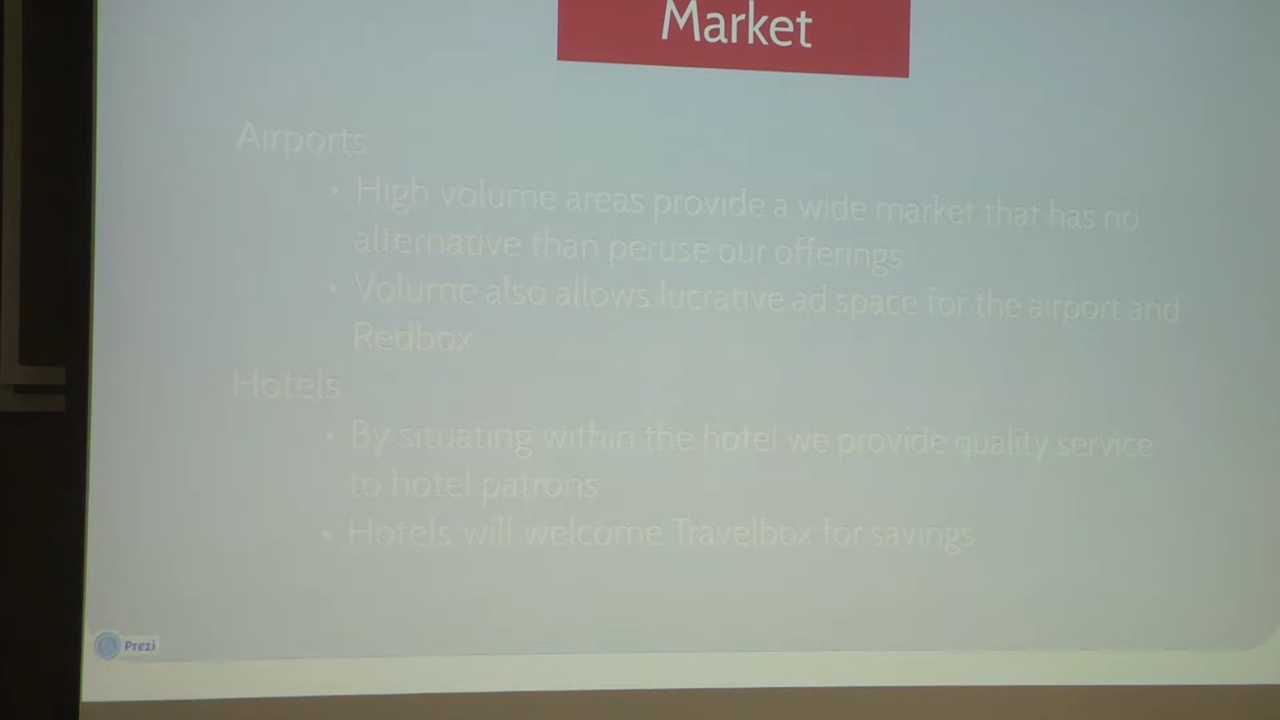 Market
Airports
• High volume areas provide a wide market that has no
alternative than peruse our offerings
• Volume also allows lucrative ad space for the airport and
Redbox
Hotels
• By situating within the hotel we provide quality service
to hotel patrons
• Hotels will welcome Travelbox for savings
Prezi